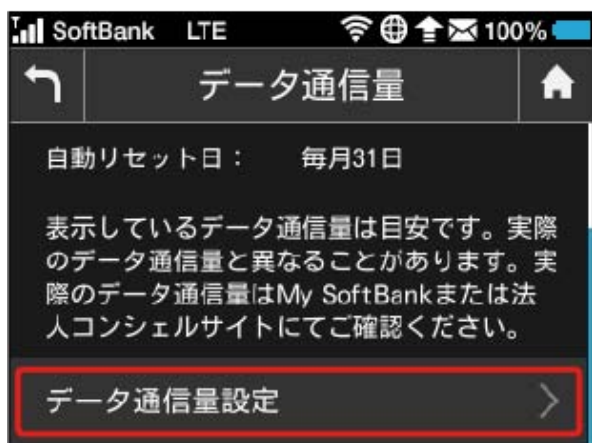 SoftBank LTE 100%
データ通信量
自動リセット日： 毎月31日
表示しているデータ通信量は目安です。実際
のデータ通信量と異なることがあります。実
際のデータ通信量はMy SoftBankまたは法
人コンシェルサイトにてご確認ください。
データ通信量設定